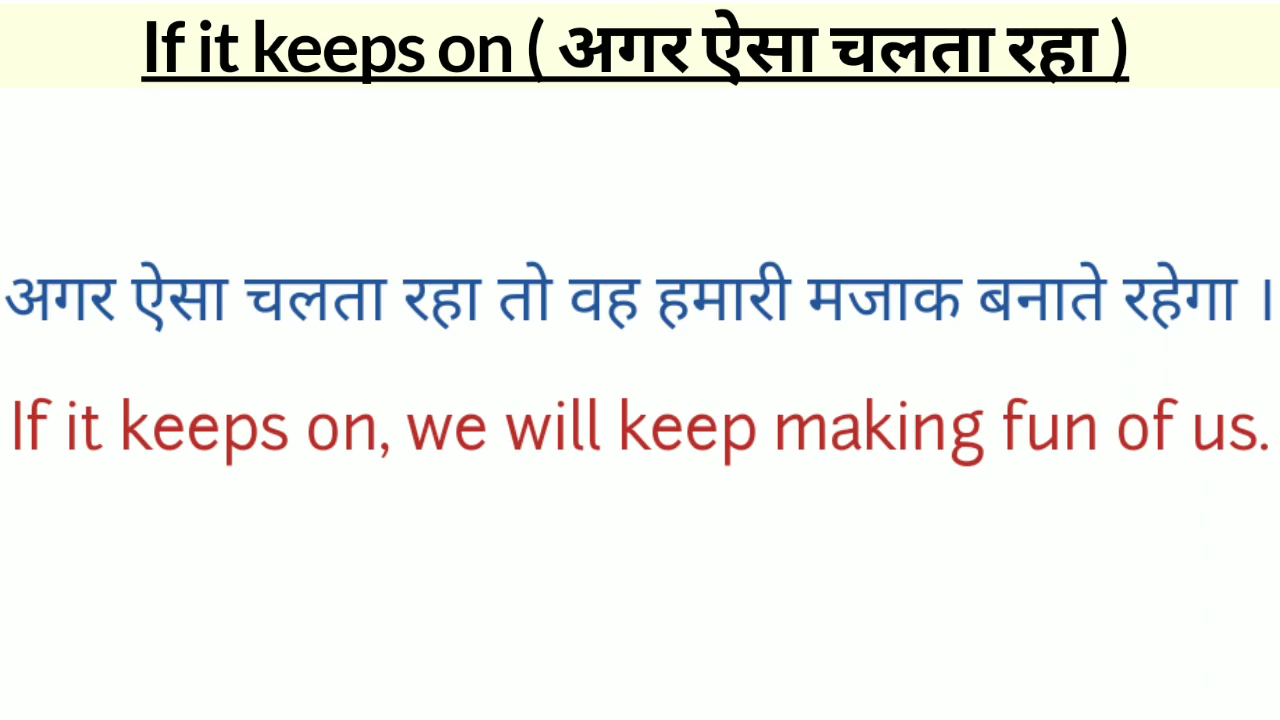 If it keeps on ( अगर ऐसा चलता रहा )
अगर ऐसा चलता रहा तो वह हमारी मजाक बनाते रहेगा ।
If it keeps on, we will keep making fun of us.